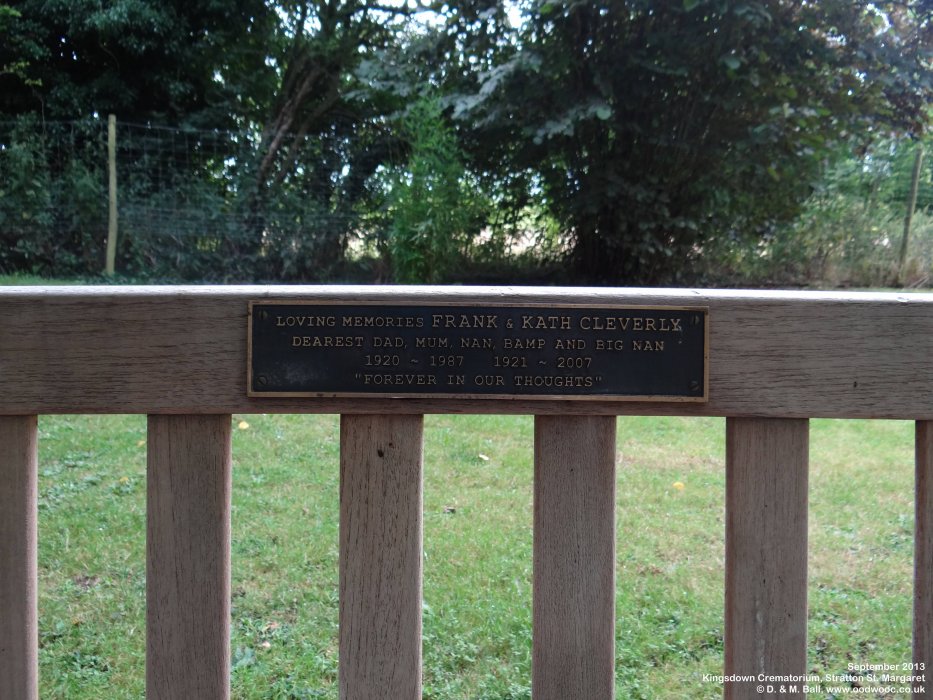 LOVING MEMORIES FRANK & KATH CLEVERLY
DEAREST DAD, MUM, NAN, BAMP AND BIG NAN
1920 ~ 1987 1921 ~ 2007
"FOREVER IN OUR THOUGHTS"
September 2013
Kingsdown Crematorium, Stratton St. Margaret
© D. & M. Ball, www.oodwooc.co.uk